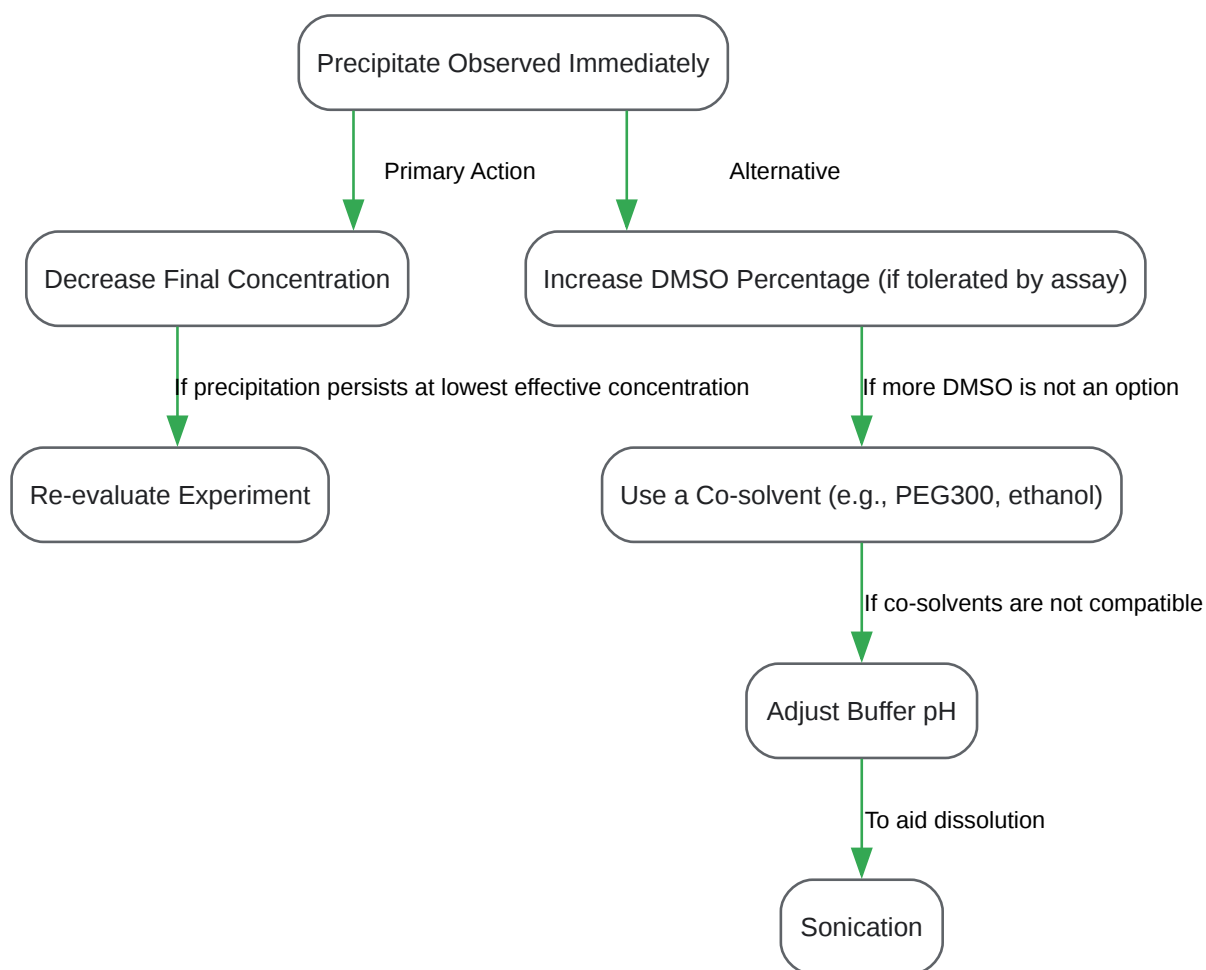 Precipitate Observed Immediately
Primary Action
Alternative
Decrease Final Concentration
Increase DMSO Percentage (if tolerated by assay)
If precipitation persists at lowest effective concentration
If more DMSO is not an option
Re-evaluate Experiment
Use a Co-solvent (e.g., PEG300, ethanol)
If co-solvents are not compatible
Adjust Buffer pH
To aid dissolution
Sonication